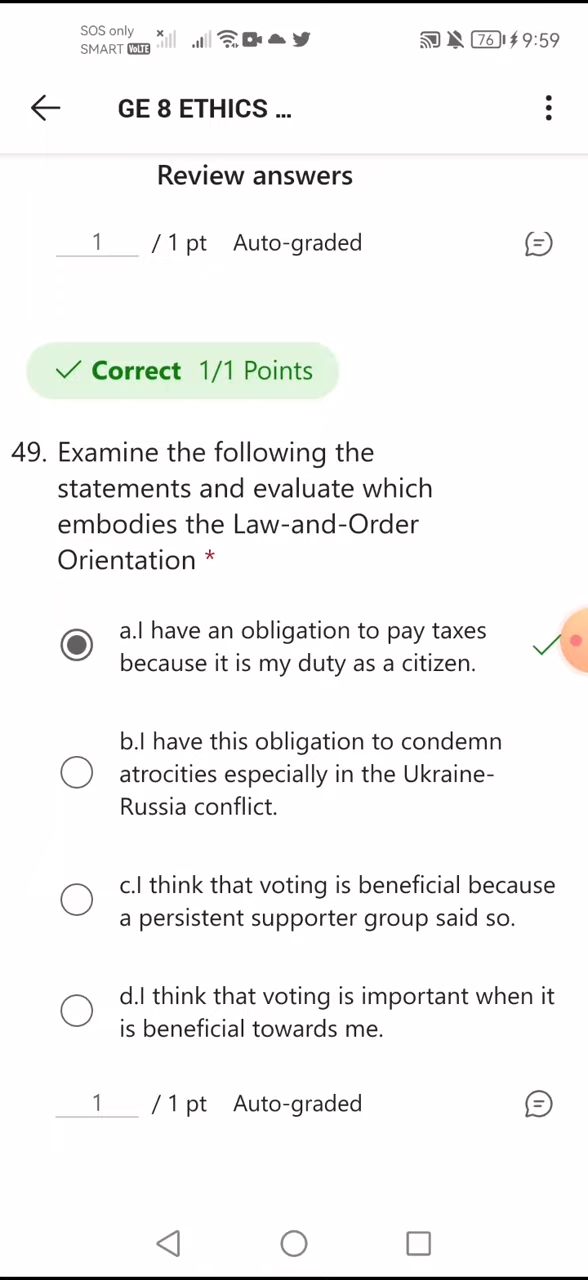 SOS only
SMART VoLTE
76 9:59
GE 8 ETHICS ...
Review answers
1 / 1 pt Auto-graded
Correct 1/1 Points
49. Examine the following the
statements and evaluate which
embodies the Law-and-Order
Orientation *
a.I have an obligation to pay taxes
because it is my duty as a citizen.
b.I have this obligation to condemn
atrocities especially in the Ukraine-
Russia conflict.
c.I think that voting is beneficial because
a persistent supporter group said so.
d.I think that voting is important when it
is beneficial towards me.
1 / 1 pt Auto-graded